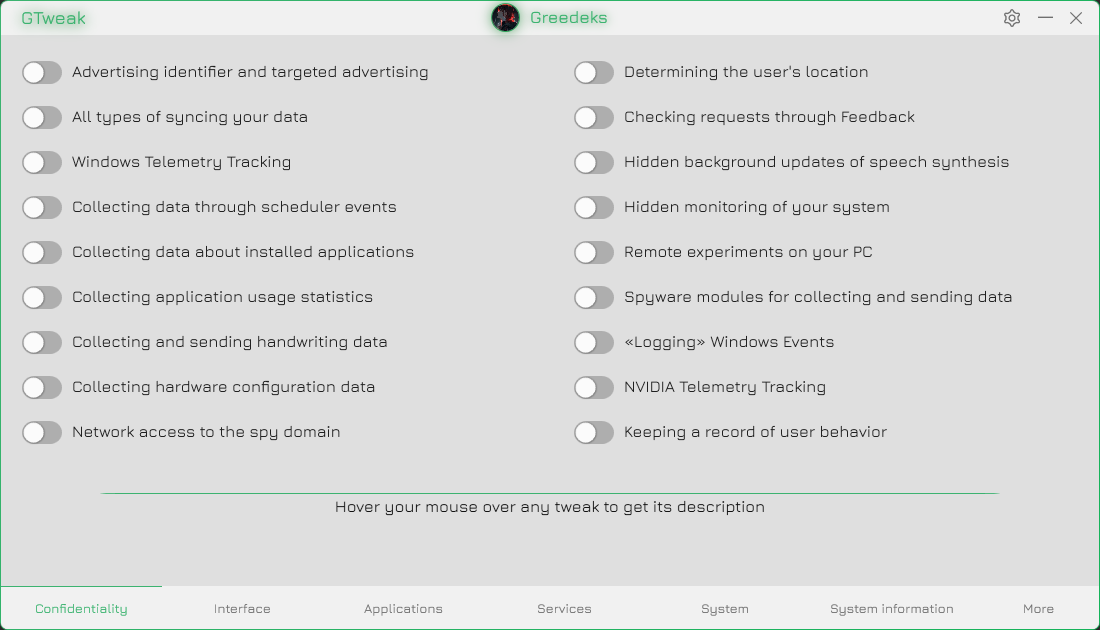 GTweak
Greedeks
Advertising identifier and targeted advertising
All types of syncing your data
Windows Telemetry Tracking
Collecting data through scheduler events
Collecting data about installed applications
Collecting application usage statistics
Collecting and sending handwriting data
Collecting hardware configuration data
Network access to the spy domain
Determining the user's location
Checking requests through Feedback
Hidden background updates of speech synthesis
Hidden monitoring of your system
Remote experiments on your PC
Spyware modules for collecting and sending data
«Logging» Windows Events
NVIDIA Telemetry Tracking
Keeping a record of user behavior
Hover your mouse over any tweak to get its description
Confidentiality
Interface
Applications
Services
System
System information
More